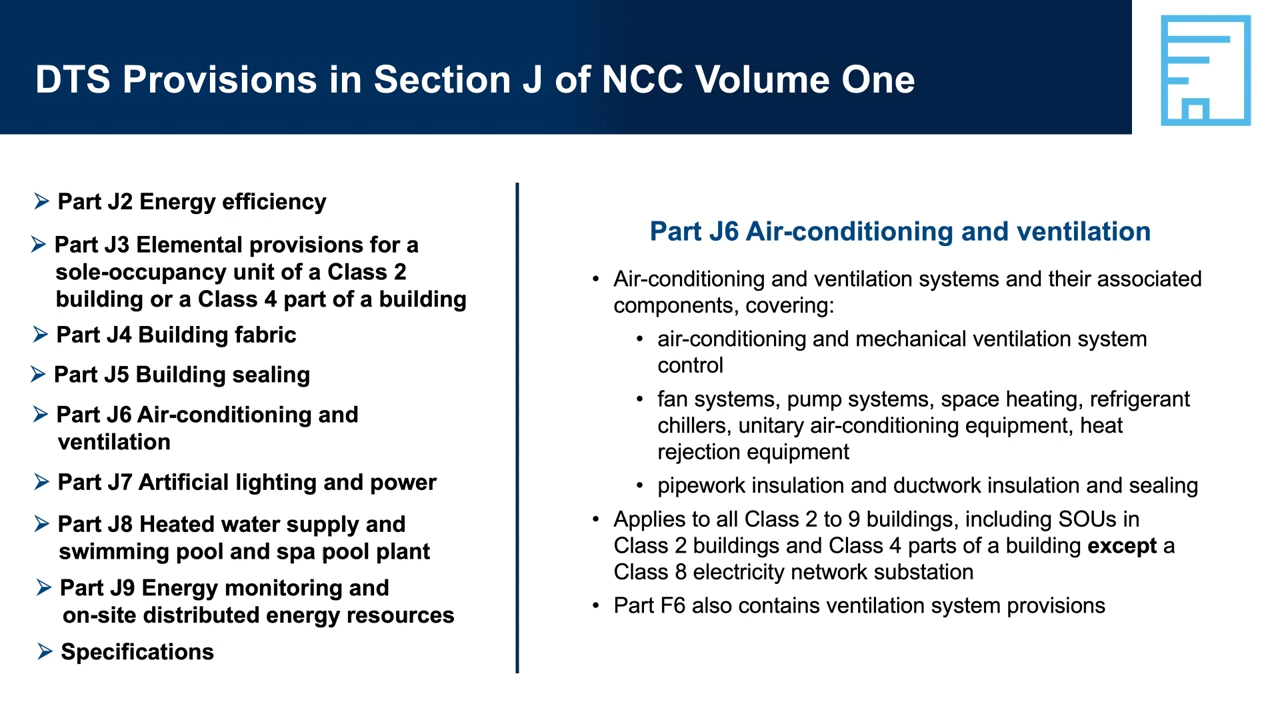 DTS Provisions in Section J of NCC Volume One
➢ Part J2 Energy efficiency
➢ Part J3 Elemental provisions for a
sole-occupancy unit of a Class 2
building or a Class 4 part of a building
➢ Part J4 Building fabric
➢ Part J5 Building sealing
➢ Part J6 Air-conditioning and
ventilation
➢ Part J7 Artificial lighting and power
➢ Part J8 Heated water supply and
swimming pool and spa pool plant
➢ Part J9 Energy monitoring and
on-site distributed energy resources
➢ Specifications
Part J6 Air-conditioning and ventilation
• Air-conditioning and ventilation systems and their associated
components, covering:
• air-conditioning and mechanical ventilation system
control
• fan systems, pump systems, space heating, refrigerant
chillers, unitary air-conditioning equipment, heat
rejection equipment
• pipework insulation and ductwork insulation and sealing
• Applies to all Class 2 to 9 buildings, including SOUs in
Class 2 buildings and Class 4 parts of a building except a
Class 8 electricity network substation
• Part F6 also contains ventilation system provisions